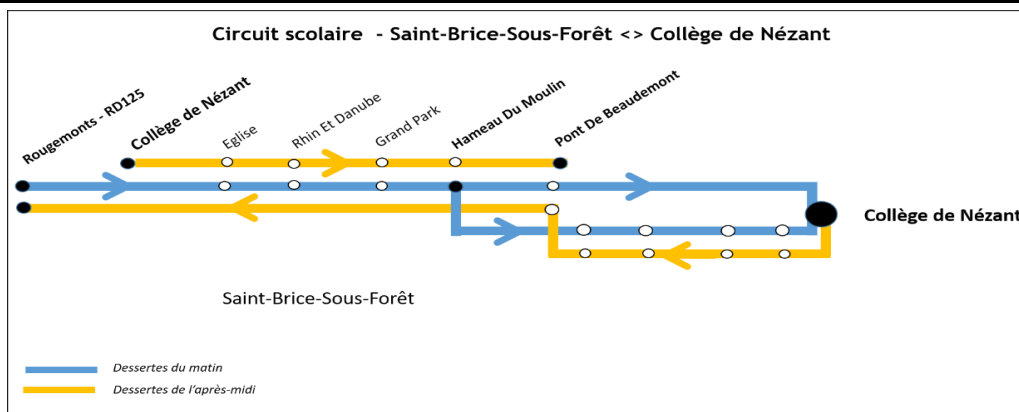 Circuit scolaire - Saint-Brice-Sous-Forêt <> Collège de Nézant
Rougemonts - RD125
Collège de Nézant
Eglise
Rhin Et Danube
Grand Park
Hameau Du Moulin
Pont De Beaudemont
Collège de Nézant
Saint-Brice-Sous-Forêt
Dessertes du matin
Dessertes de l'après-midi